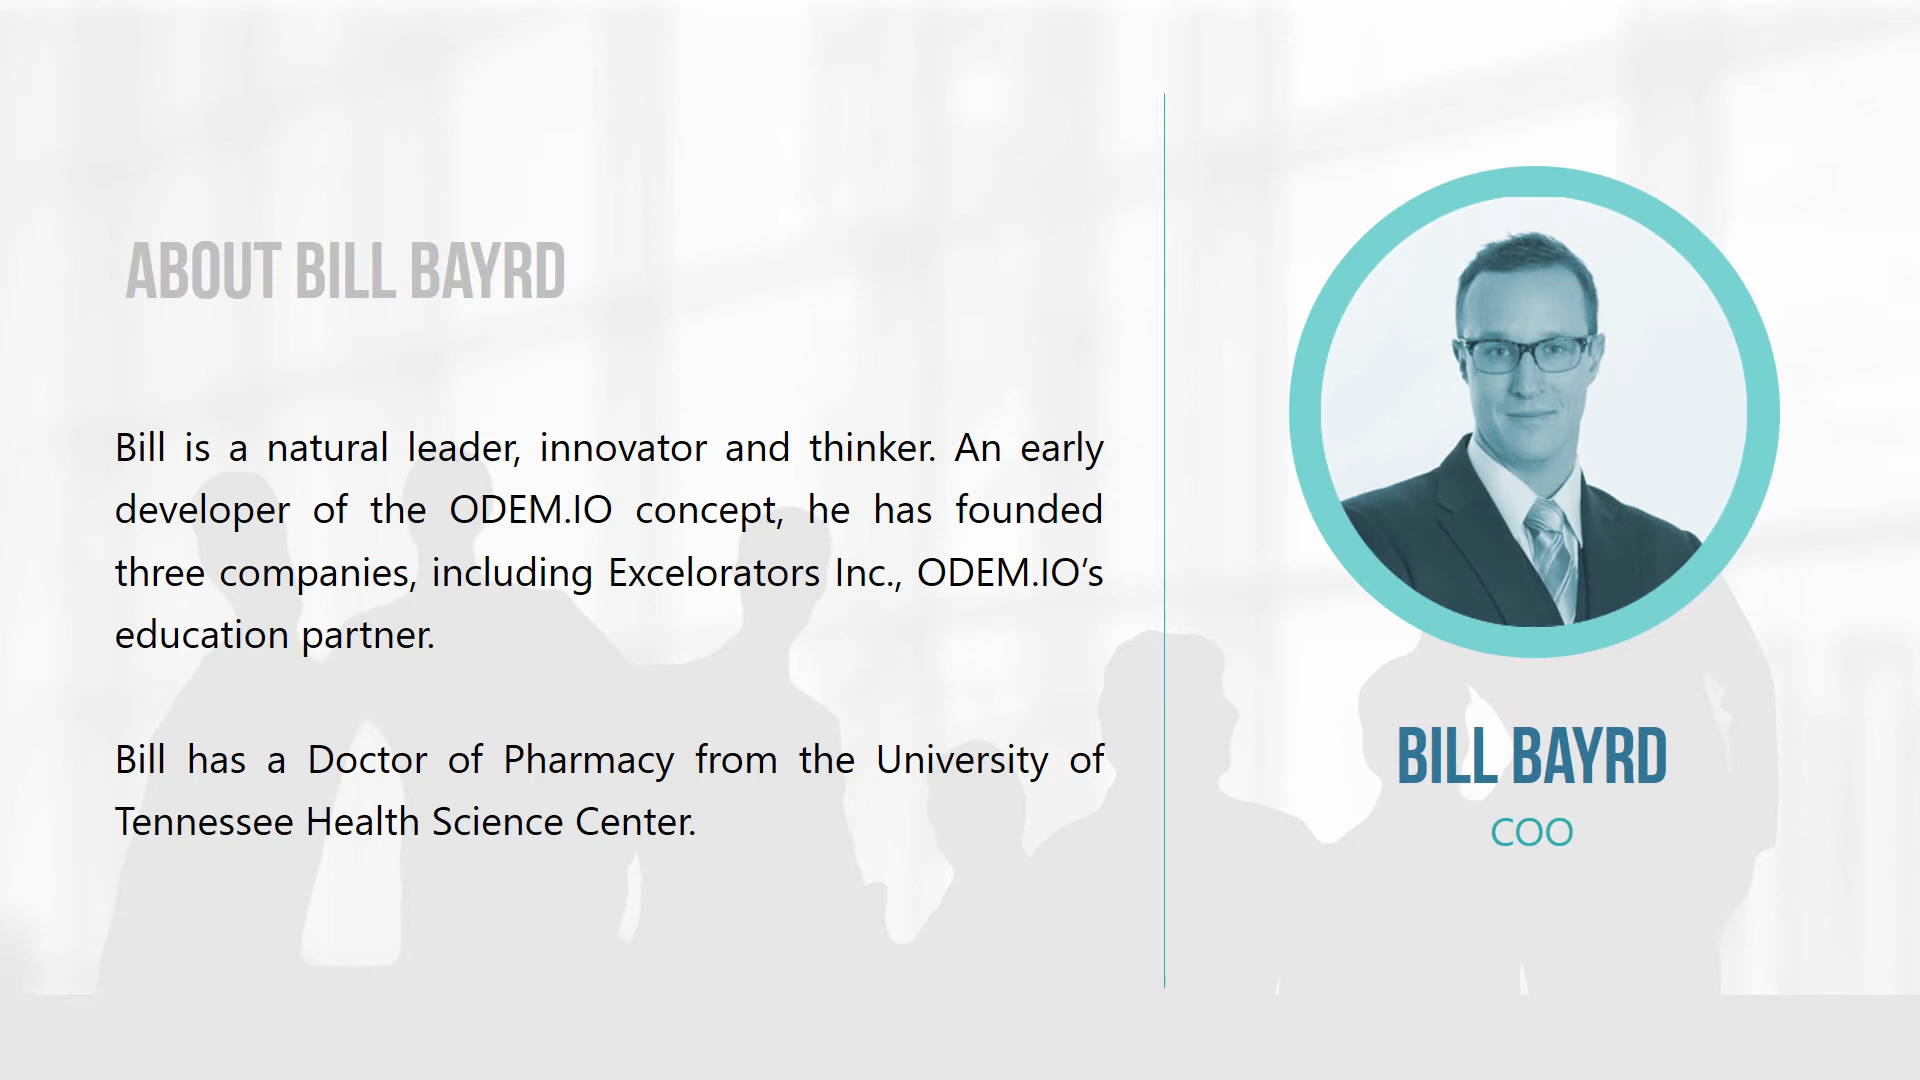 ABOUT BILL BAYRD
Bill is a natural leader, innovator and thinker. An early
developer of the ODEM.IO concept, he has founded
three companies, including Excelorators Inc., ODEM.IO’s
education partner.
Bill has a Doctor of Pharmacy from the University of
Tennessee Health Science Center.
BILL BAYRD
COO